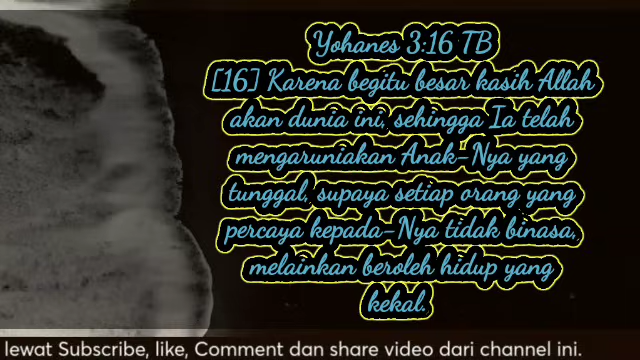 Yohanes 3:16 TB
[16] Karena begitu besar kasih Allah
akan dunia ini, sehingga Ia telah
mengaruniakan Anak-Nya yang
tunggal, supaya setiap orang yang
percaya kepada-Nya tidak binasa,
melainkan beroleh hidup yang
kekal.
lewat Subscribe, like, Comment dan share video dari channel ini.